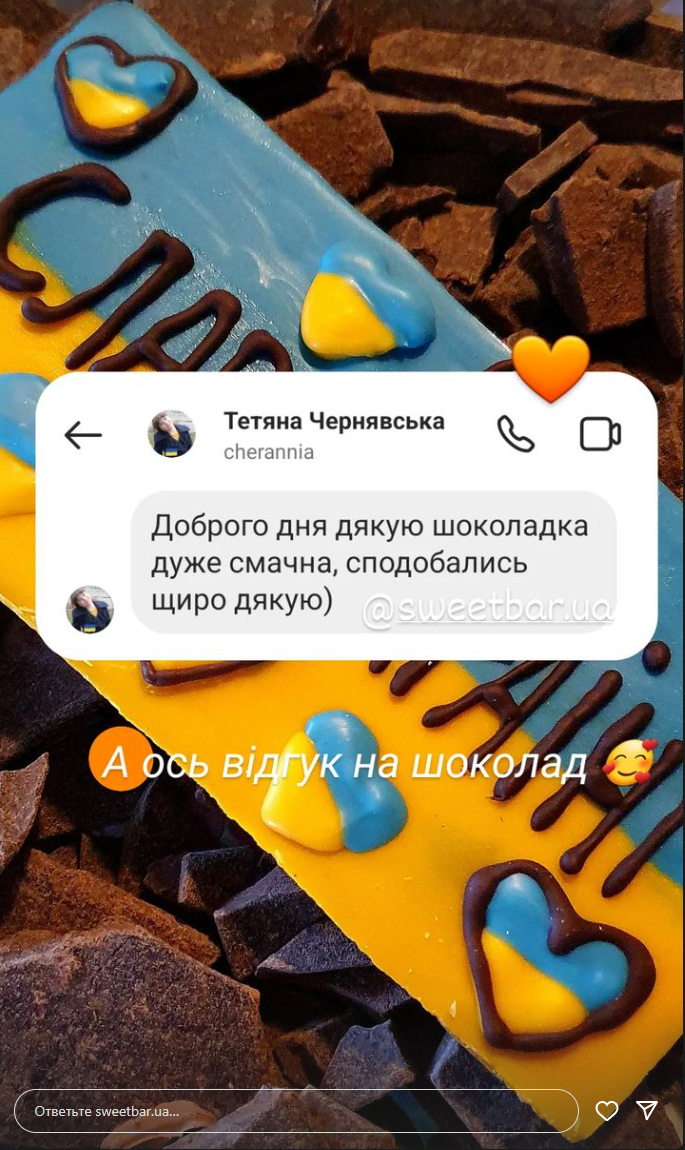 СЛАВ
Тетяна Чернявська
cherannia
Доброго дня дякую шоколадка
дуже смачна, сподобались
щиро дякую)
@sweetbar.ua
А ось відгук на шоколад 🥰
Ответьте sweetbar.ua...